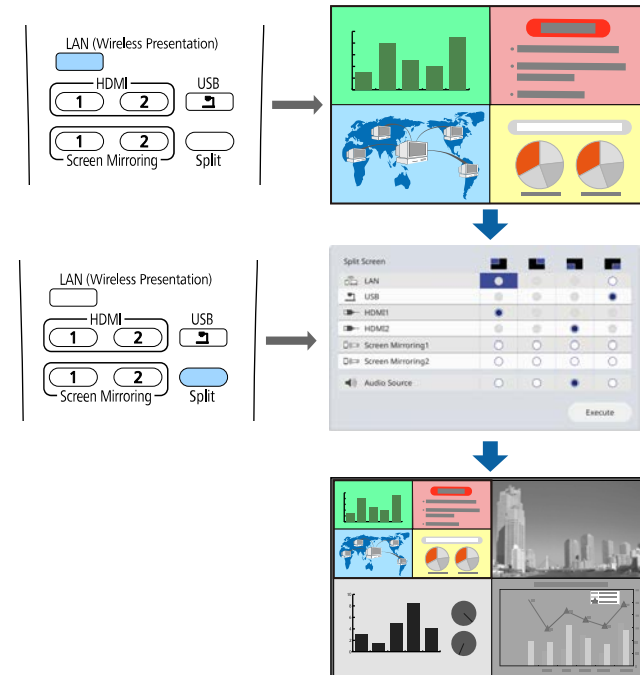 LAN (Wireless Presentation)
HDMI
USB
1 2
1 2
Screen Mirroring
Split
LAN (Wireless Presentation)
HDMI
USB
1 2
1 2
Screen Mirroring
Split
Split Screen
LAN
USB
HDMI1
HDMI2
Screen Mirroring1
Screen Mirroring2
Audio Source
Execute